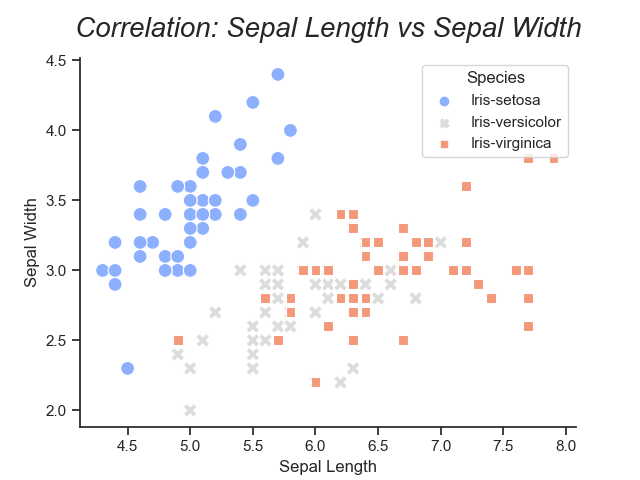 Correlation: Sepal Length vs Sepal Width
4.5
4.0
3.5
3.0
2.5
2.0
Sepal Width
Species
Iris-setosa
Iris-versicolor
Iris-virginica
4.5 5.0 5.5 6.0 6.5 7.0 7.5 8.0
Sepal Length